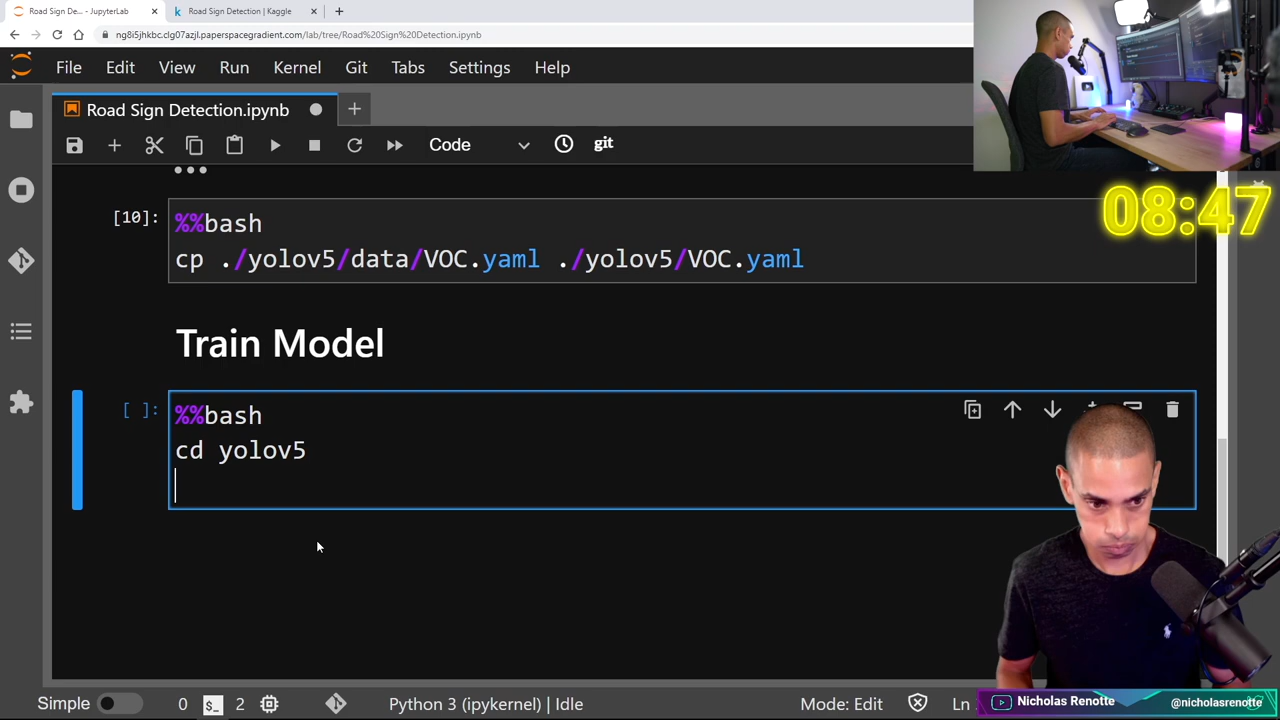 Road Sign De... - JupyterLab
Road Sign Detection | Kaggle
ng8i5jhkbc.clg07azjl.paperspacegradient.com/lab/tree/Road%20Sign%20Detection.ipynb
File Edit View Run Kernel Git Tabs Settings Help
Road Sign Detection.ipynb
Code
git
08:47
[10]:
%%bash
cp ./yolov5/data/VOC.yaml ./yolov5/VOC.yaml
Train Model
[ ]:
%%bash
cd yolov5
Simple 0 $_ 2 Python 3 (ipykernel) | Idle Mode: Edit Ln
Nicholas Renotte @nicholasrenotte